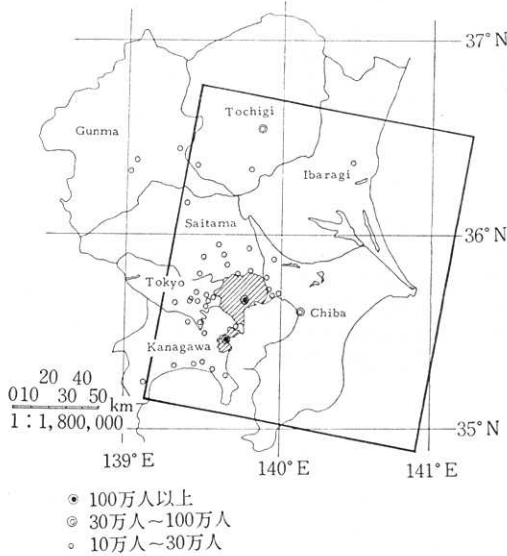 37°N
Tochigi
Gunma
Ibaragi
36°N
Saitama
Tokyo
Chiba
Kanagawa
20 40
010 30 50 km
1:1,800,000
35°N
139°E 140°E 141°E
◉ 100万人以上
◎ 30万人~100万人
○ 10万人~30万人